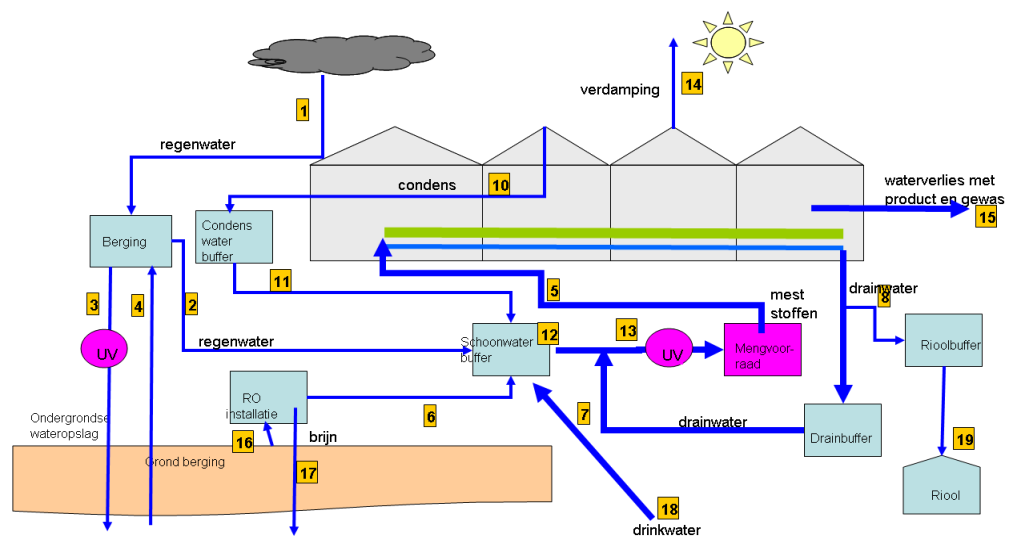 14
verdamping
1
regenwater
condens
10
waterverlies met
product en gewas
15
Condens
water
buffer
Berging
11
5
mest
stoffen
drainwater
8
3
4
2
12
13
regenwater
Schoonwater
buffer
UV
UV
Mengvoor-
raad
Rioolbuffer
RO
installatie
6
7
drainwater
Drainbuffer
Ondergrondse
wateropslag
16
brijn
19
Grond berging
17
Riool
18
drinkwater